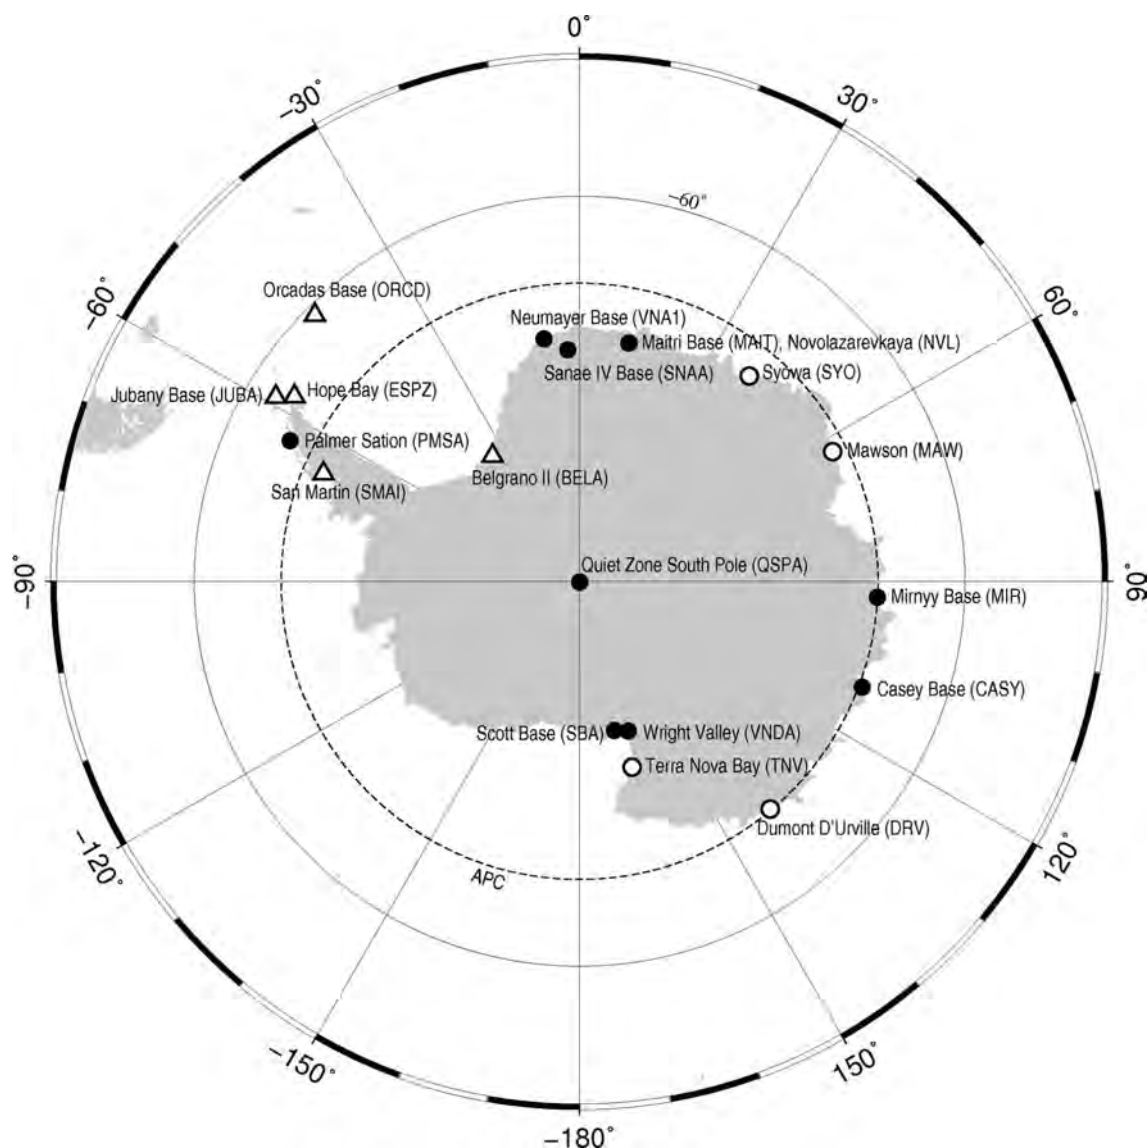 0°
−30°
30°
−60°
−60°
60°
Orcadas Base (ORCD)
Neumayer Base (VNA1)
Maitri Base (MAIT), Novolazarevkaya (NVL)
Sanae IV Base (SNAA)
Syowa (SYO)
Jubany Base (JUBA)
Hope Bay (ESPZ)
Palmer Sation (PMSA)
Mawson (MAW)
Belgrano II (BELA)
San Martin (SMAI)
Quiet Zone South Pole (QSPA)
−90°
90°
Mirnyy Base (MIR)
Casey Base (CASY)
Scott Base (SBA)
Wright Valley (VNDA)
Terra Nova Bay (TNV)
Dumont D'Urville (DRV)
APC
−120°
120°
−150°
150°
−180°